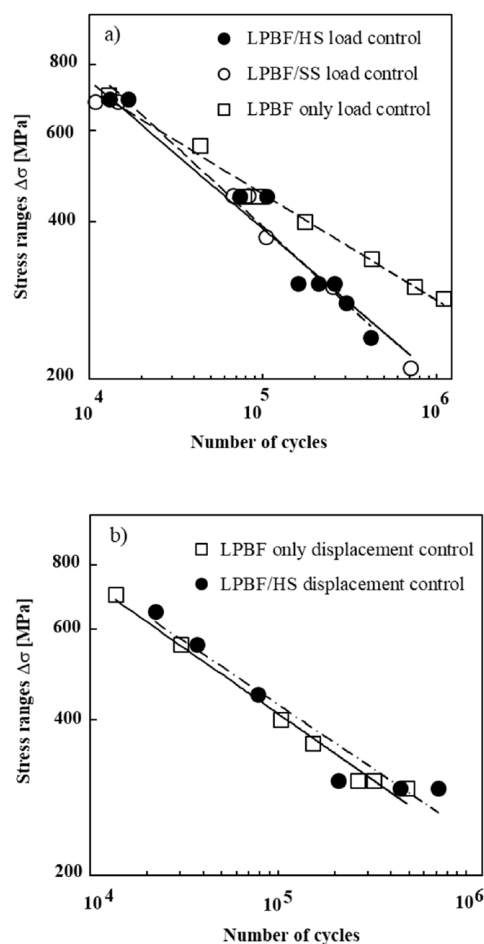 a)
LPBF/HS load control
LPBF/SS load control
LPBF only load control
Stress ranges Δσ [MPa]
800
600
400
200
10^4
10^5
10^6
Number of cycles
b)
LPBF only displacement control
LPBF/HS displacement control
Stress ranges Δσ [MPa]
800
600
400
200
10^4
10^5
10^6
Number of cycles